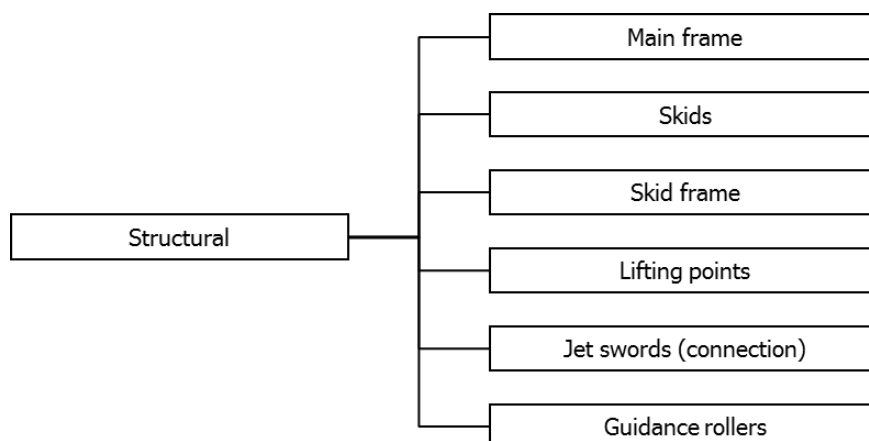 Main frame
Skids
Skid frame
Structural
Lifting points
Jet swords (connection)
Guidance rollers